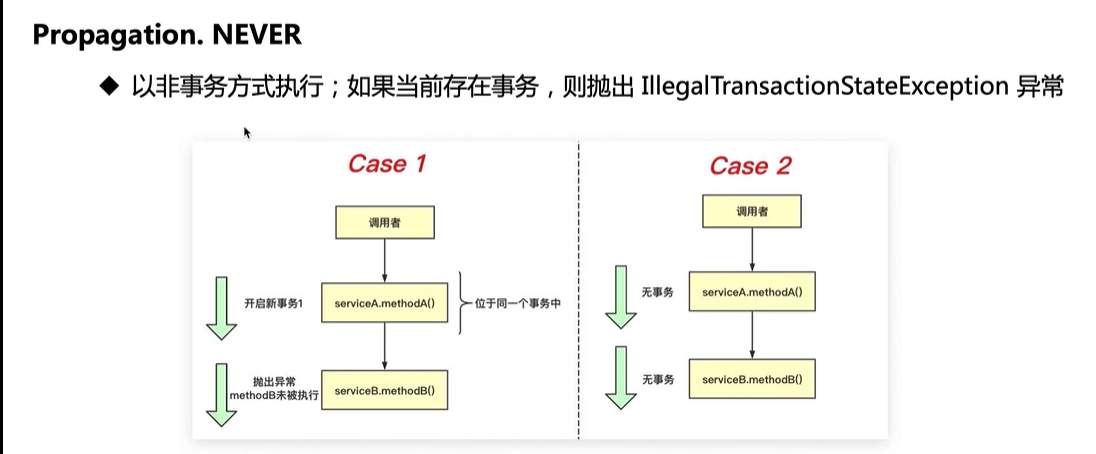 Propagation. NEVER
◆ 以非事务方式执行；如果当前存在事务，则抛出 IllegalTransactionStateException 异常
Case 1
调用者
开启新事务1
serviceA.methodA()
位于同一个事务中
抛出异常
methodB未被执行
serviceB.methodB()
Case 2
调用者
无事务
serviceA.methodA()
无事务
serviceB.methodB()